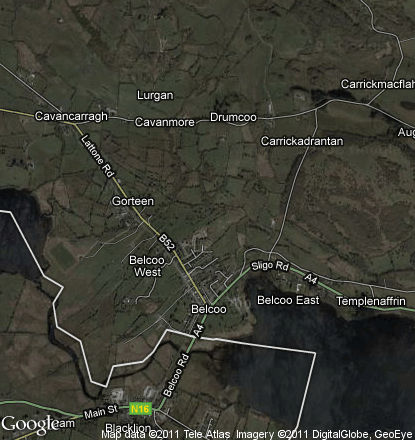 Carrickmacflah
Lurgan
Cavancarragh
Cavanmore
Drumcoo
Aug
Carrickadrantan
Lattone Rd
Gorteen
B52
Belcoo
West
Sligo Rd
A4
Belcoo East
Templenaffrin
Belcoo
A4
Belcoo Rd
Main St
N16
Google
eam
Blacklion
Map data ©2011 Tele Atlas Imagery ©2011 DigitalGlobe, GeoEye